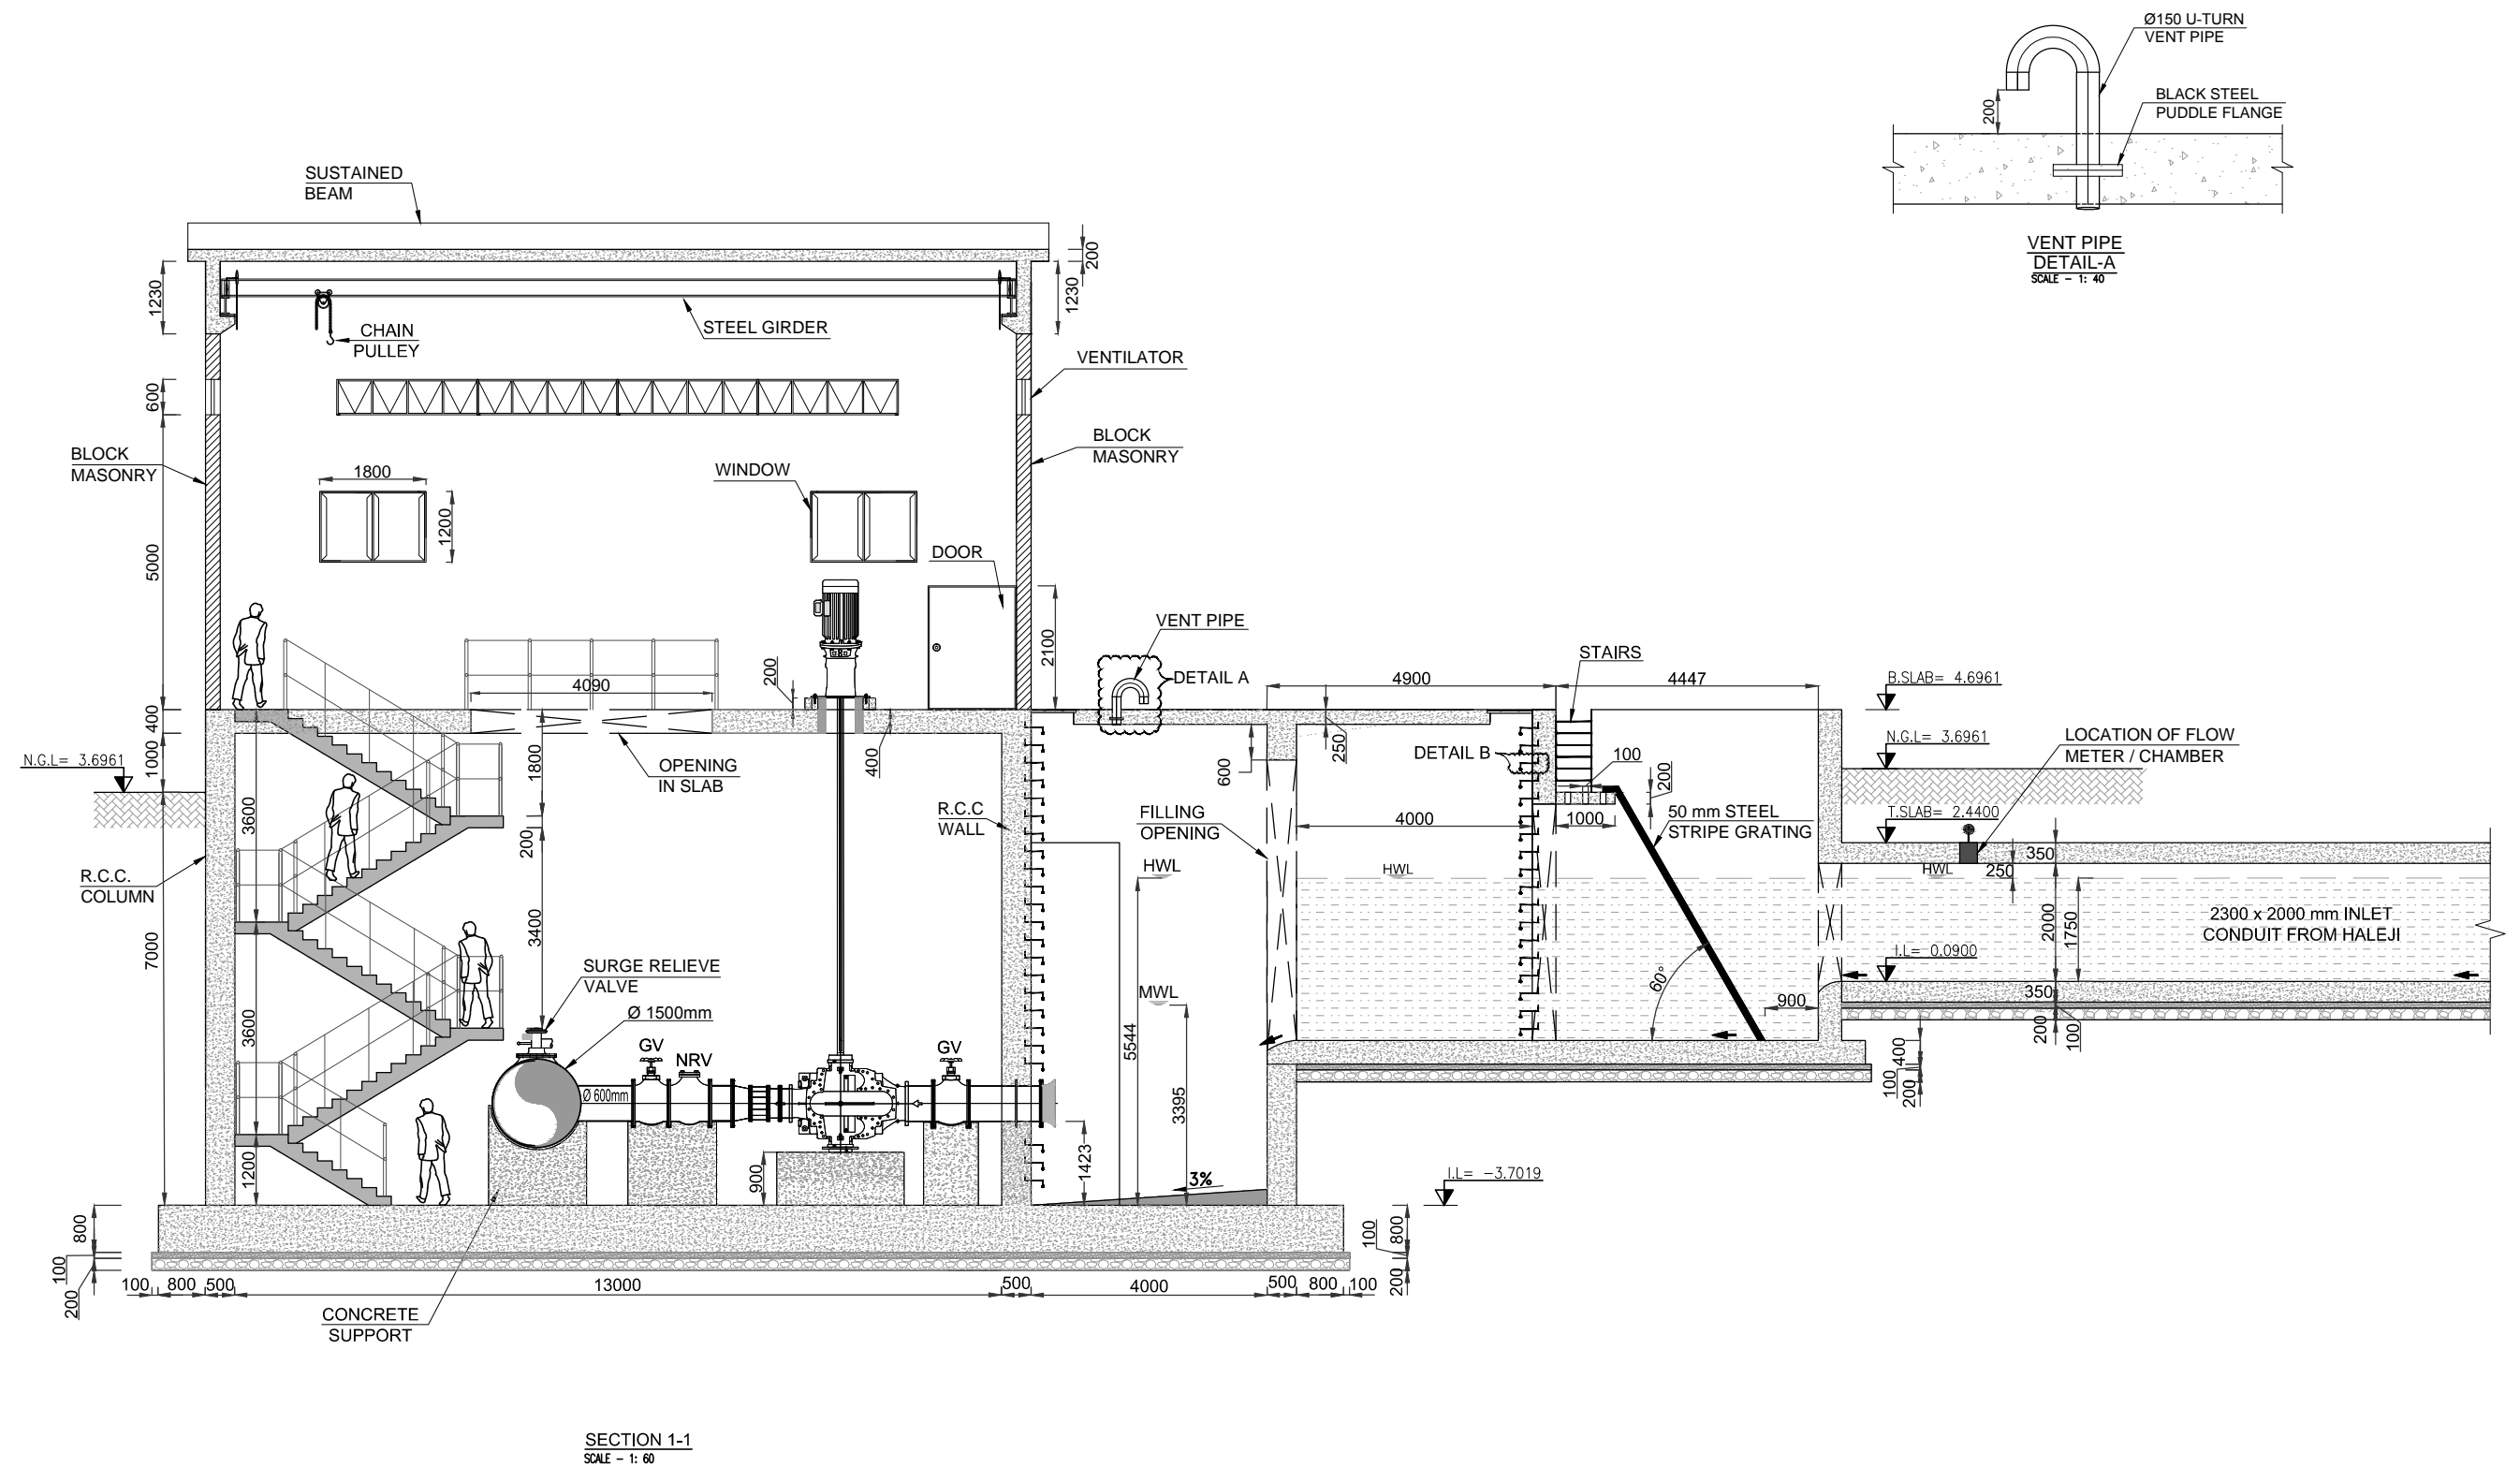 Ø150 U-TURN
VENT PIPE
BLACK STEEL
PUDDLE FLANGE
200
VENT PIPE
DETAIL-A
SCALE - 1: 40
SUSTAINED
BEAM
200
1230
1230
STEEL GIRDER
CHAIN
PULLEY
VENTILATOR
600
BLOCK
MASONRY
BLOCK
MASONRY
1800
WINDOW
1200
5000
DOOR
2100
VENT PIPE
DETAIL A
STAIRS
4090
200
4900
4447
B.SLAB= 4.6961
400
1000
N.G.L= 3.6961
1800
OPENING
IN SLAB
400
600
250
DETAIL B
100
200
N.G.L= 3.6961
LOCATION OF FLOW
METER / CHAMBER
3600
200
R.C.C
WALL
FILLING
OPENING
4000
1000
50 mm STEEL
STRIPE GRATING
T.SLAB= 2.4400
350
R.C.C.
COLUMN
HWL
HWL
HWL
250
7000
3400
2000
1750
2300 x 2000 mm INLET
CONDUIT FROM HALEJI
I.L= 0.0900
SURGE RELIEVE
VALVE
Ø 1500mm
MWL
60°
900
350
3600
GV
NRV
GV
5544
200
100
400
100
200
Ø 600mm
3395
1423
1200
900
3%
I.L= -3.7019
800
100
200
100
800
200
100
800
500
13000
500
4000
500
800
100
CONCRETE
SUPPORT
SECTION 1-1
SCALE - 1: 60